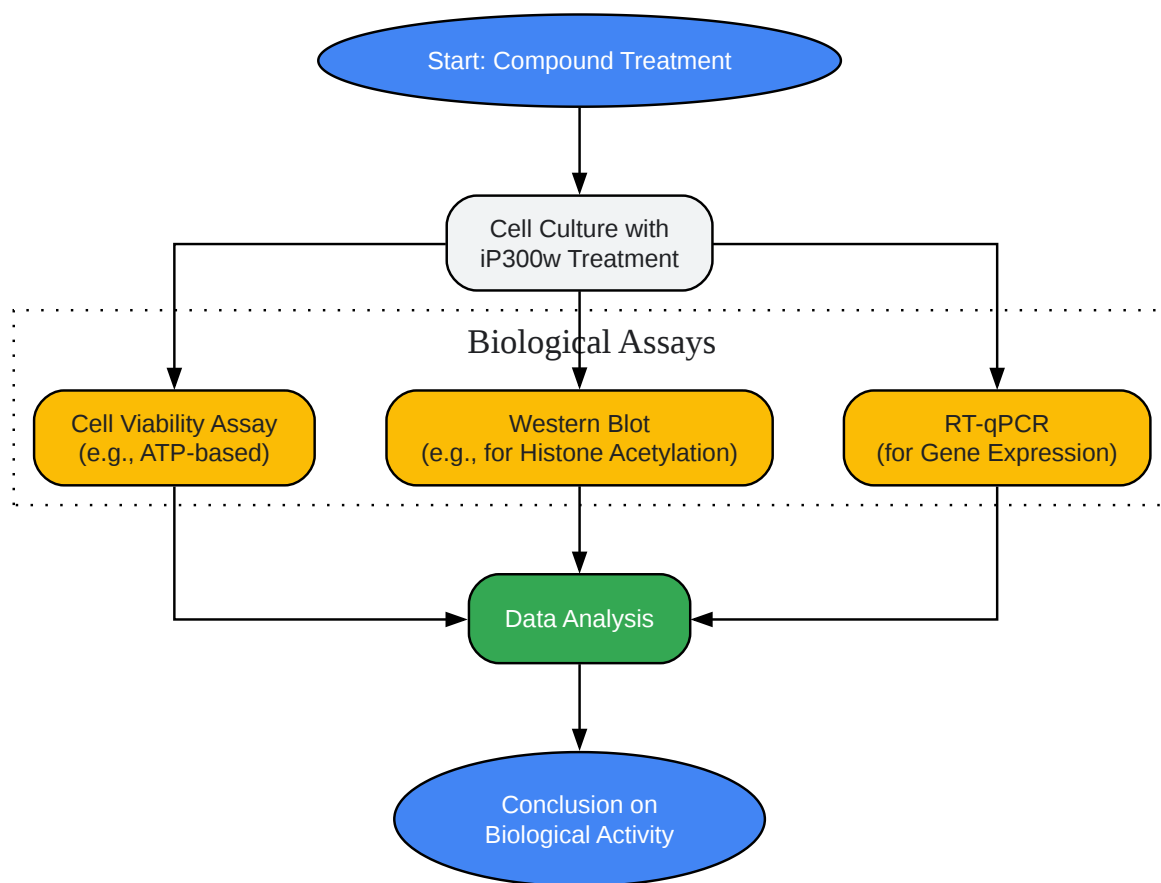 Start: Compound Treatment
Cell Culture with
iP300w Treatment
Biological Assays
Cell Viability Assay
(e.g., ATP-based)
Western Blot
(e.g., for Histone Acetylation)
RT-qPCR
(for Gene Expression)
Data Analysis
Conclusion on
Biological Activity